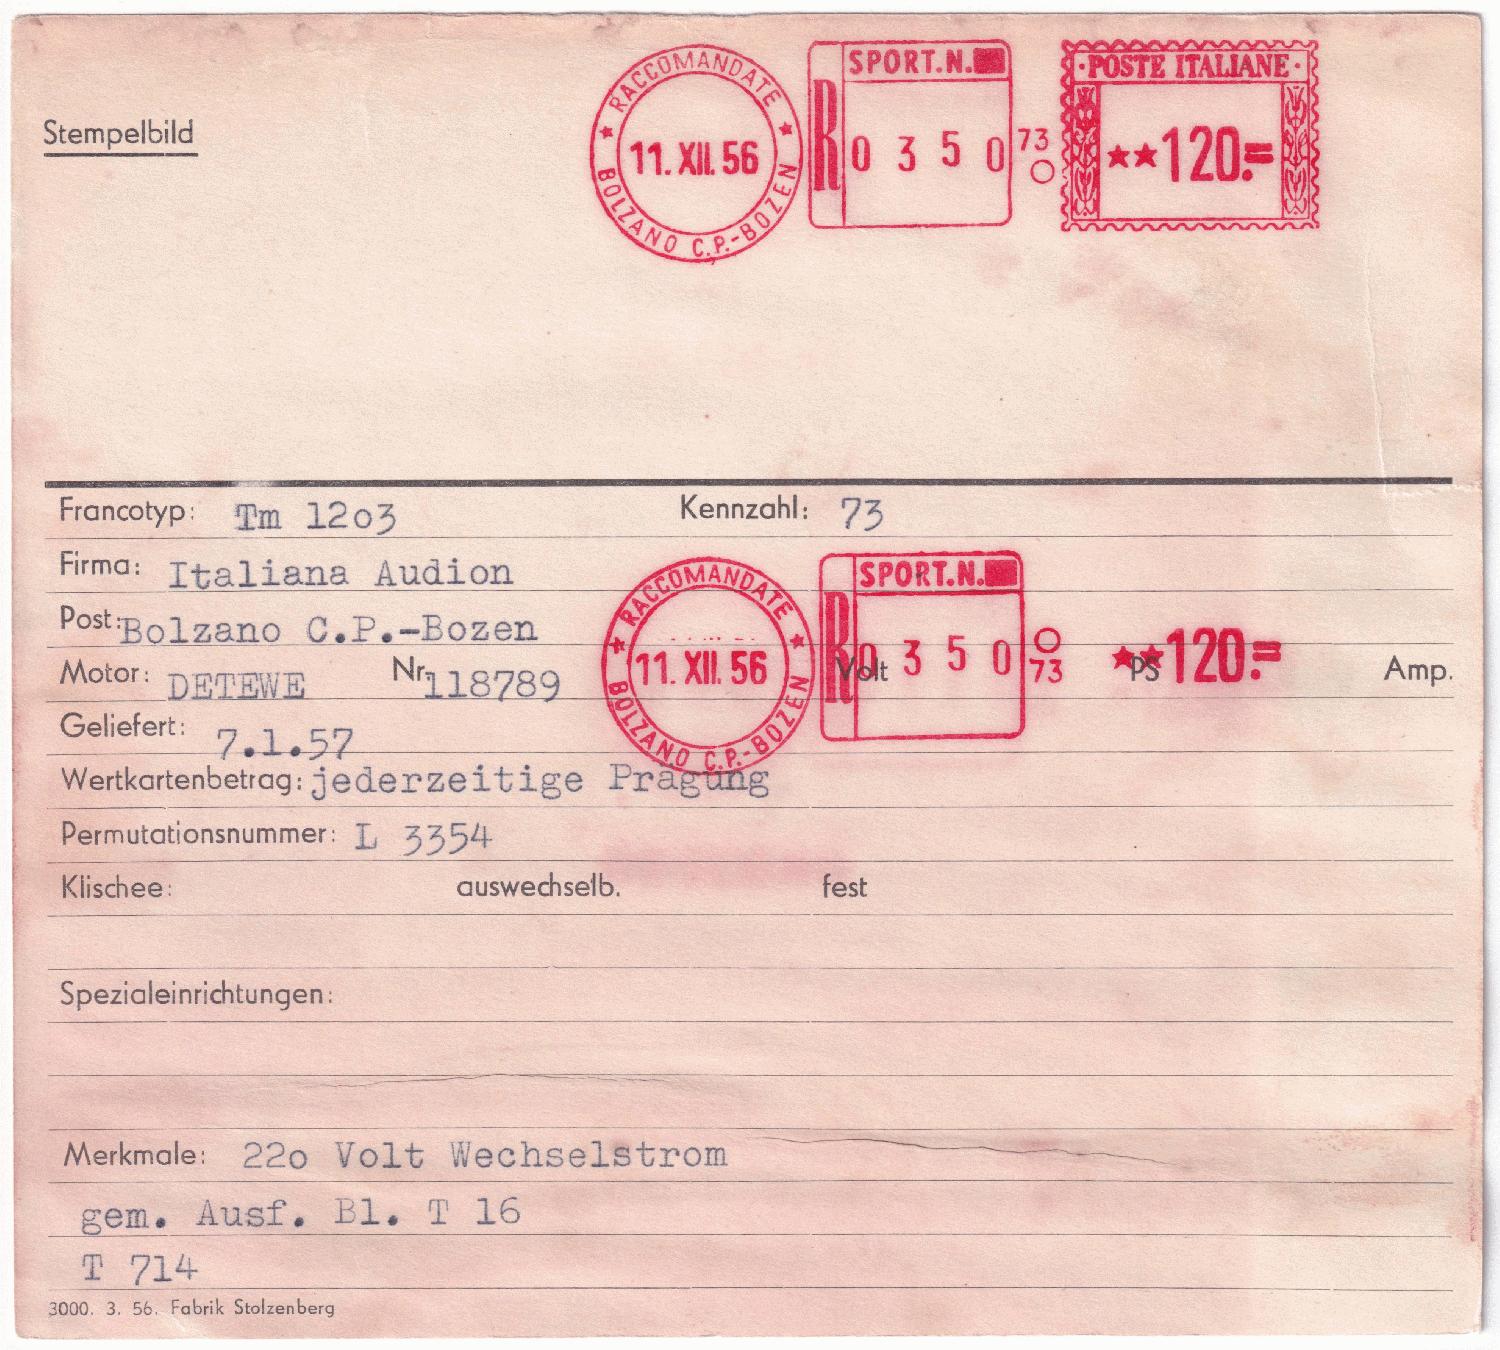 RACCOMANDATE
11.XII.56
BOLZANO C.P.-BOZEN
SPORT.N.
R 0 3 5 0
73
POSTE ITALIANE
**120.=
Stempelbild
Francotyp: Tm 12o3 Kennzahl: 73
Firma: Italiana Audion
Post: Bolzano C.P.-Bozen
RACCOMANDATE
11.XII.56
BOLZANO C.P.-BOZEN
SPORT.N.
R 0 3 5 0
73
**120.=
Motor: DETEWE Nr. 118789 Volt PS Amp.
Geliefert: 7.1.57
Wertkartenbetrag: jederzeitige Prägung
Permutationsnummer: L 3354
Klischee: auswechselb. fest
Spezialeinrichtungen:
Merkmale: 22o Volt Wechselstrom
gem. Ausf. Bl. T 16
T 714
3000. 3. 56. Fabrik Stolzenberg